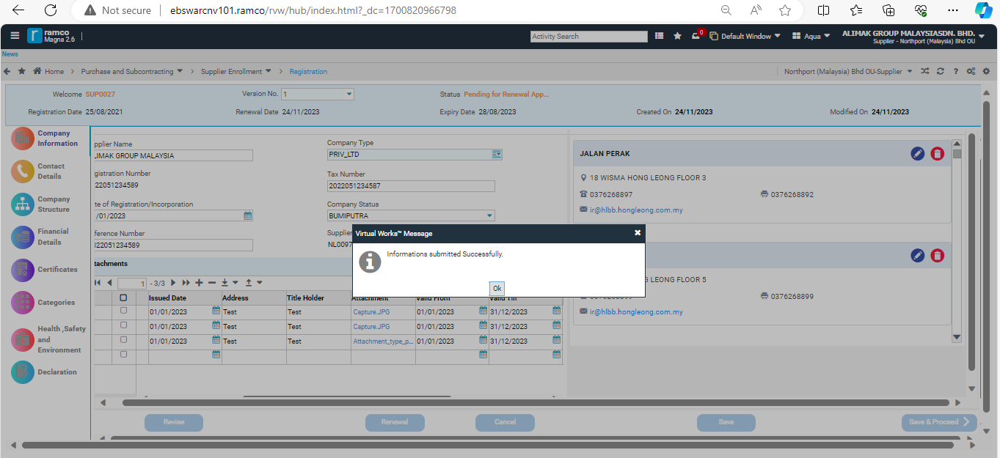 Not secure | ebswarcnv101.ramco/rvw/hub/index.html?_dc=1700820966798
ramco
Magna 2.6
Activity Search
0
Default Window
Aqua
ALIMAK GROUP MALAYSIASDN. BHD.
Supplier - Northport (Malaysia) Bhd OU
News
Home > Purchase and Subcontracting > Supplier Enrollment > Registration
Northport (Malaysia) Bhd OU-Supplier
Welcome SUP0027
Version No. 1
Status Pending for Renewal App...
Registration Date 25/08/2021
Renewal Date 24/11/2023
Expiry Date 28/08/2023
Created On 24/11/2023
Modified On 24/11/2023
Company
Information
Contact
Details
Company
Structure
Financial
Details
Certificates
Categories
Health ,Safety
and
Environment
Declaration
pplier Name
LIMAK GROUP MALAYSIA
Company Type
PRIV_LTD
gistration Number
22051234589
Tax Number
2022051234587
te of Registration/Incorporation
/01/2023
Company Status
BUMIPUTRA
ference Number
022051234589
Supplier
NL0097
JALAN PERAK
18 WISMA HONG LEONG FLOOR 3
0376268897
0376268892
ir@hlbb.hongleong.com.my
G LEONG FLOOR 5
0376268899
ir@hlbb.hongleong.com.my
Virtual Works™ Message
Informations submitted Successfully.
Ok
tachments
1 - 3/3
Issued Date Address Title Holder Attachment Valid From Valid Till
01/01/2023 Test Test Capture.JPG 01/01/2023 31/12/2023
01/01/2023 Test Test Capture.JPG 01/01/2023 31/12/2023
01/01/2023 Test Test Attachment_type_p... 01/01/2023 31/12/2023
Revise
Renewal
Cancel
Save
Save & Proceed